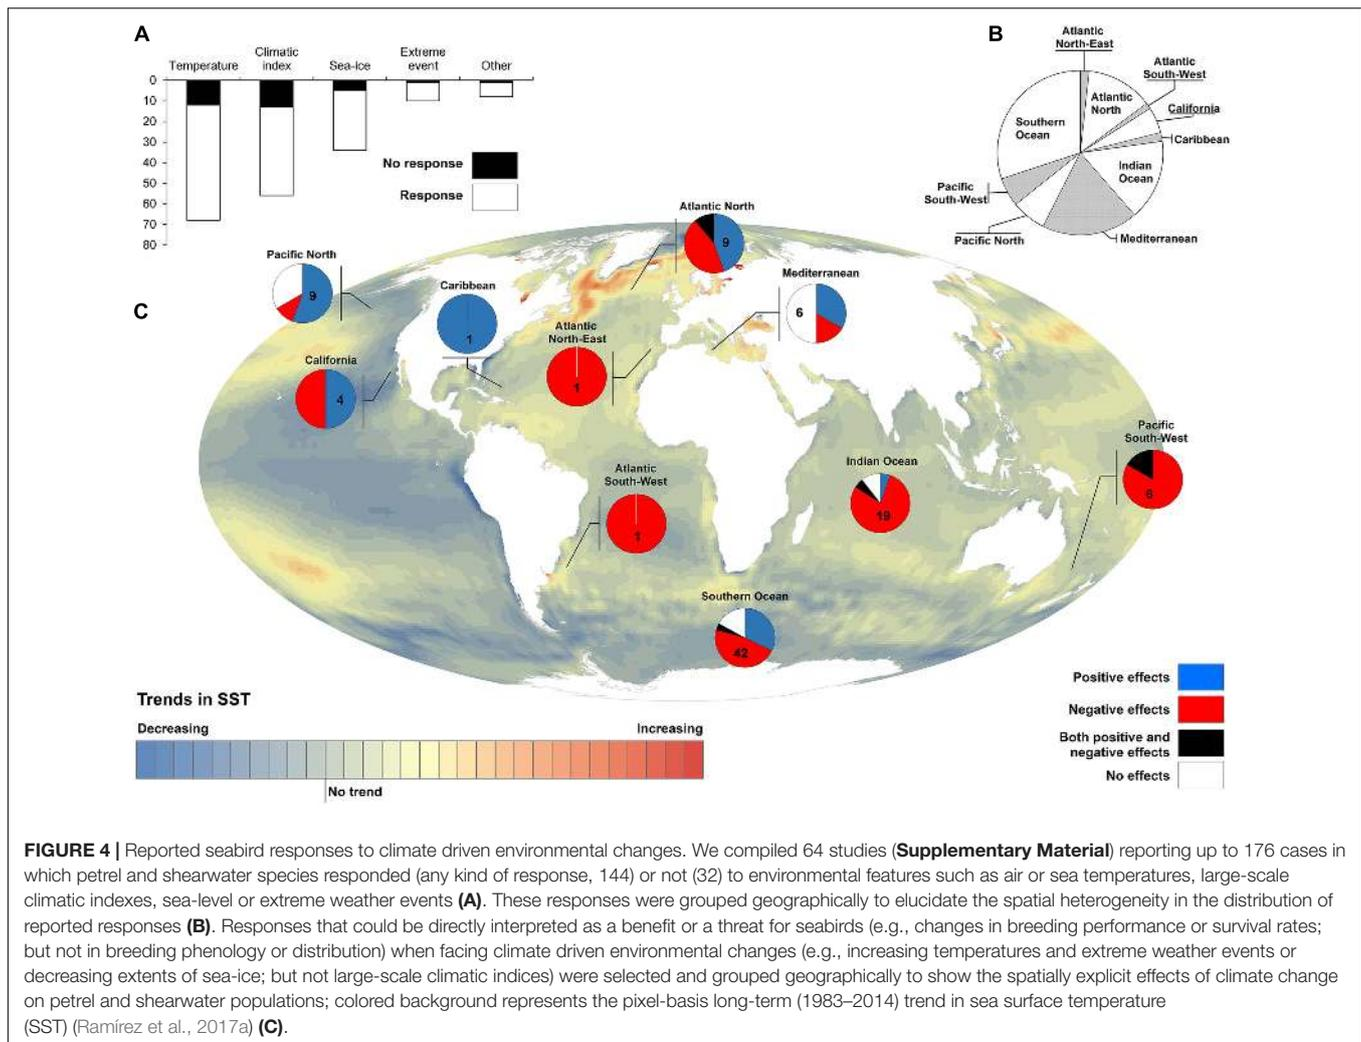 A
Temperature
Climatic
index
Sea-ice
Extreme
event
Other
0
10
20
30
40
50
60
70
80
No response
Response
B
Atlantic
North-East
Atlantic
South-West
Atlantic
North
California
Caribbean
Southern
Ocean
Indian
Ocean
Pacific
South-West
Pacific North
Mediterranean
C
Pacific North
9
Caribbean
1
Atlantic North
9
Mediterranean
6
Atlantic
North-East
1
California
4
Pacific
South-West
6
Indian Ocean
19
Atlantic
South-West
1
Southern Ocean
42
Trends in SST
Decreasing
Increasing
No trend
Positive effects
Negative effects
Both positive and
negative effects
No effects
FIGURE 4 | Reported seabird responses to climate driven environmental changes. We compiled 64 studies (Supplementary Material) reporting up to 176 cases in
which petrel and shearwater species responded (any kind of response, 144) or not (32) to environmental features such as air or sea temperatures, large-scale
climatic indexes, sea-level or extreme weather events (A). These responses were grouped geographically to elucidate the spatial heterogeneity in the distribution of
reported responses (B). Responses that could be directly interpreted as a benefit or a threat for seabirds (e.g., changes in breeding performance or survival rates;
but not in breeding phenology or distribution) when facing climate driven environmental changes (e.g., increasing temperatures and extreme weather events or
decreasing extents of sea-ice; but not large-scale climatic indices) were selected and grouped geographically to show the spatially explicit effects of climate change
on petrel and shearwater populations; colored background represents the pixel-basis long-term (1983–2014) trend in sea surface temperature
(SST) (Ramírez et al., 2017a) (C).